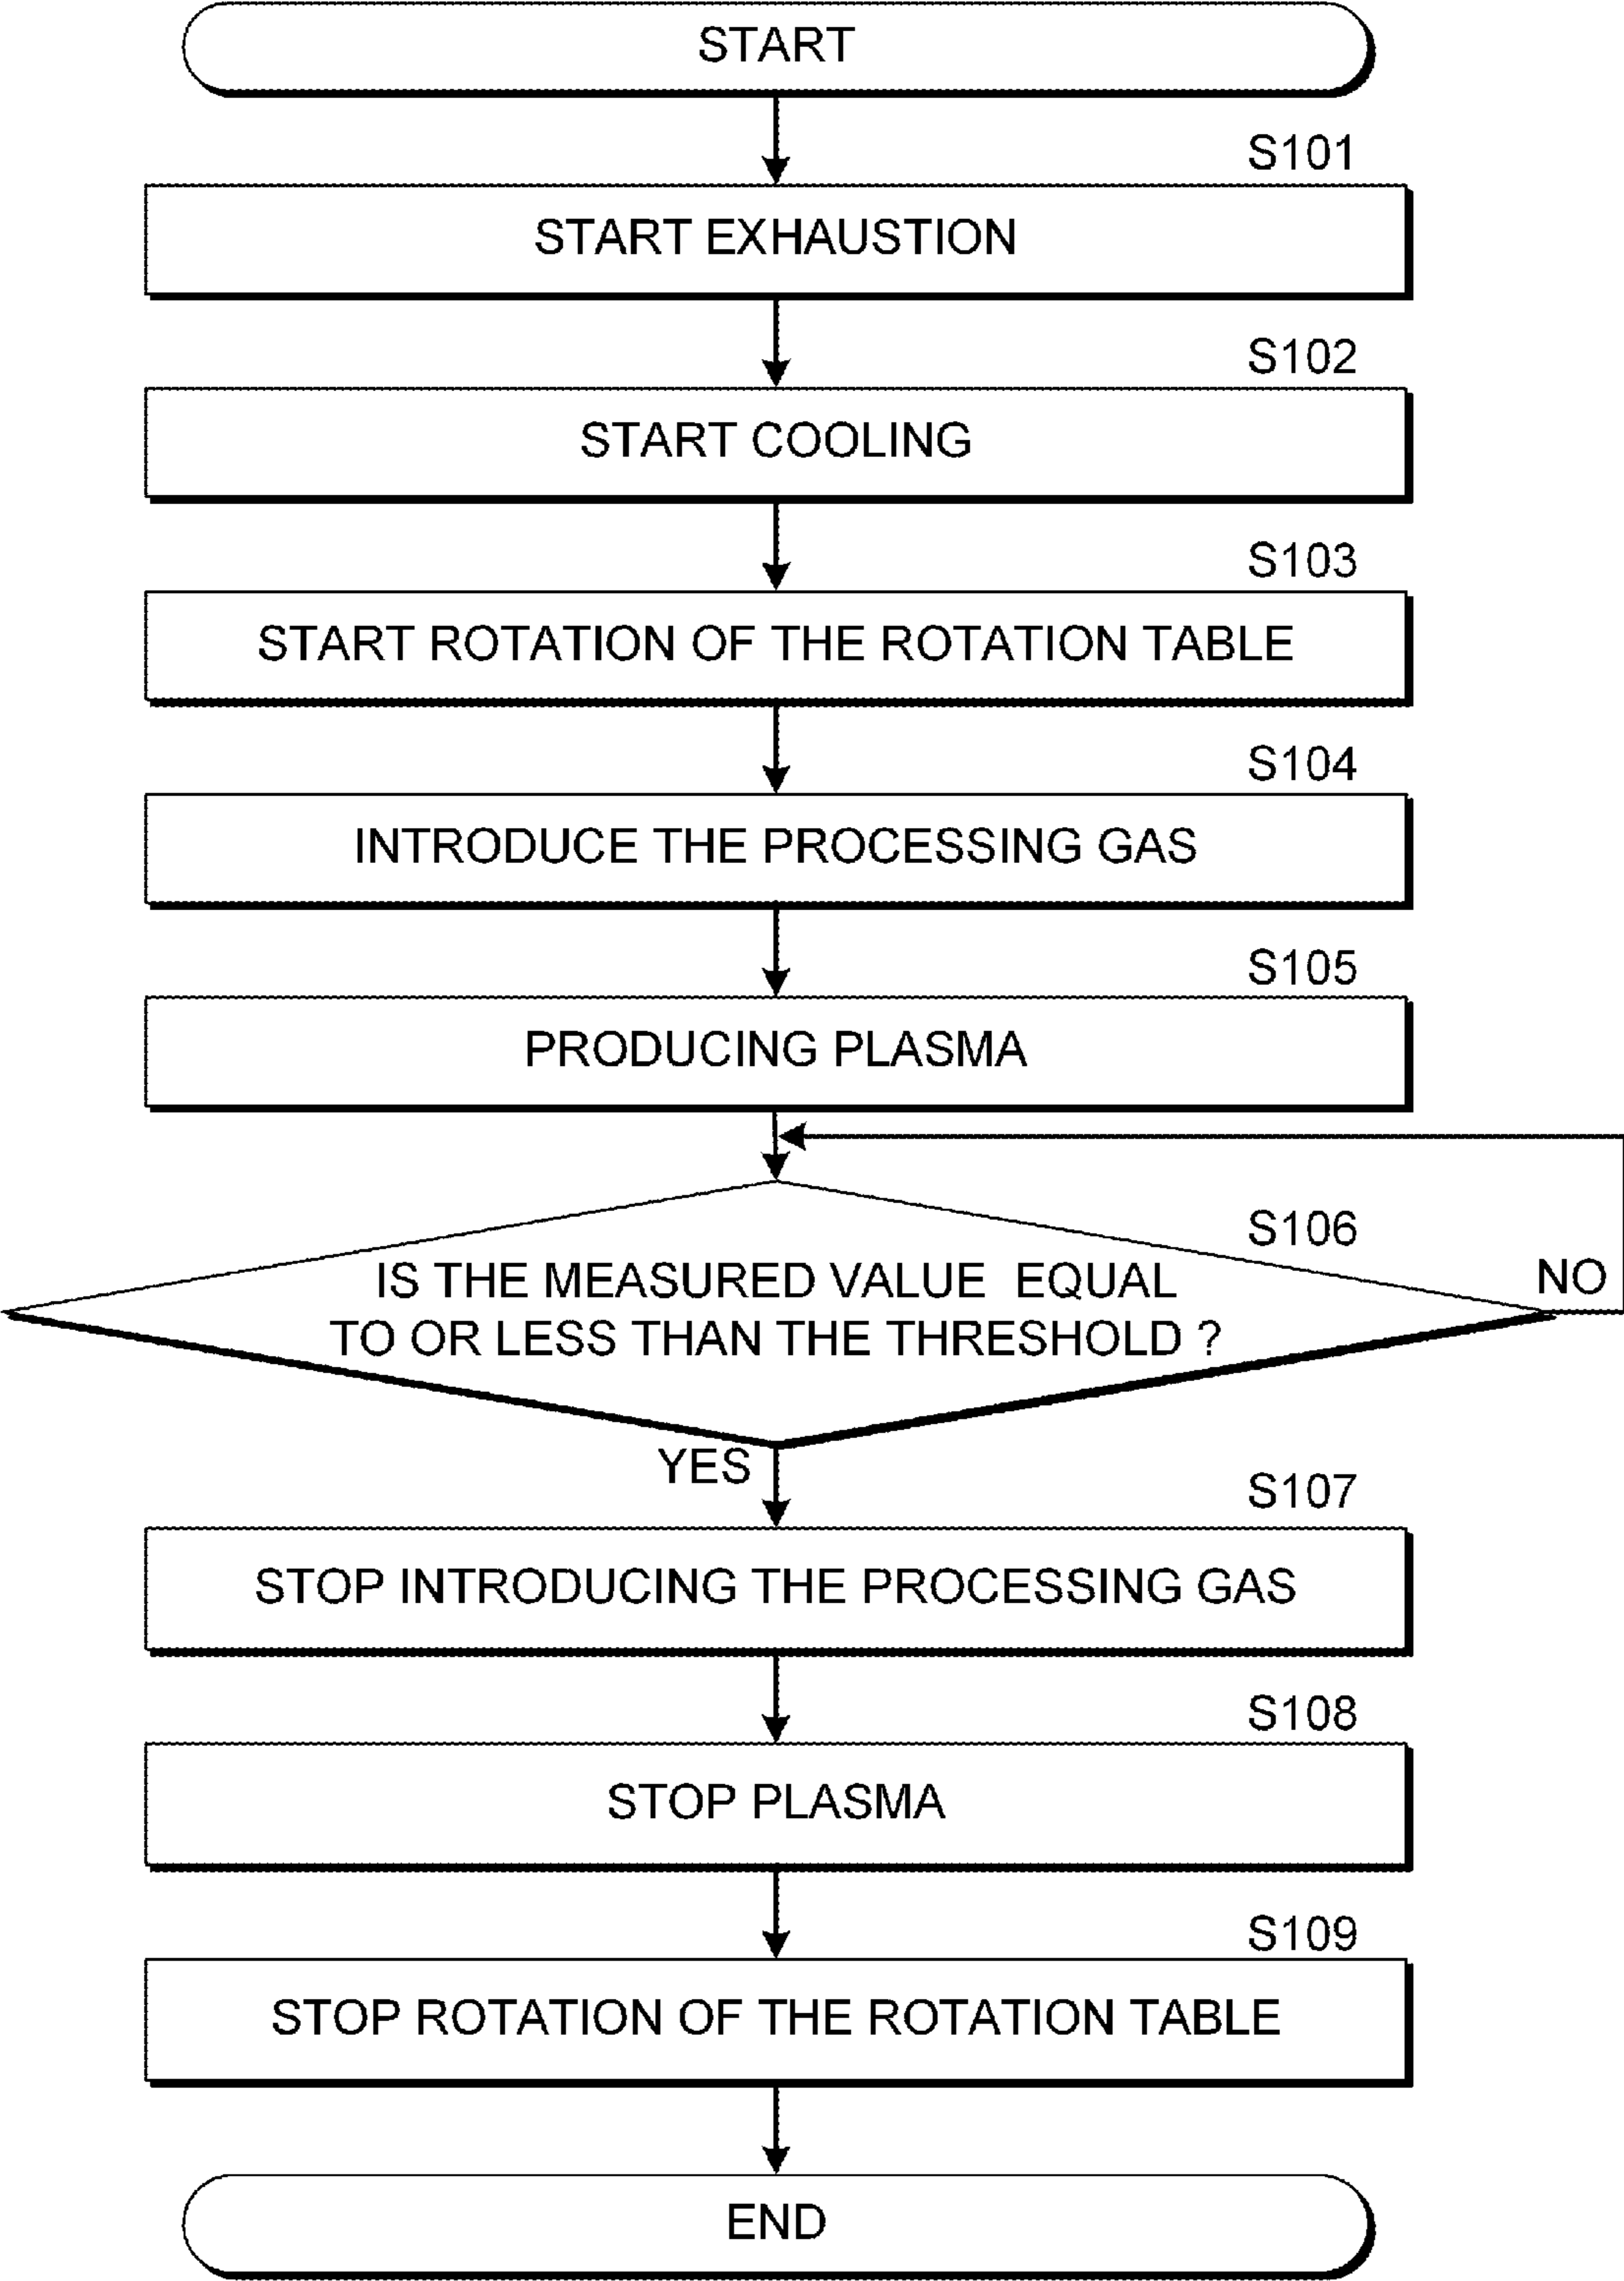 START
S101
START EXHAUSTION
S102
START COOLING
S103
START ROTATION OF THE ROTATION TABLE
S104
INTRODUCE THE PROCESSING GAS
S105
PRODUCING PLASMA
S106
IS THE MEASURED VALUE EQUAL
NO
TO OR LESS THAN THE THRESHOLD ?
YES
S107
STOP INTRODUCING THE PROCESSING GAS
S108
STOP PLASMA
S109
STOP ROTATION OF THE ROTATION TABLE
END